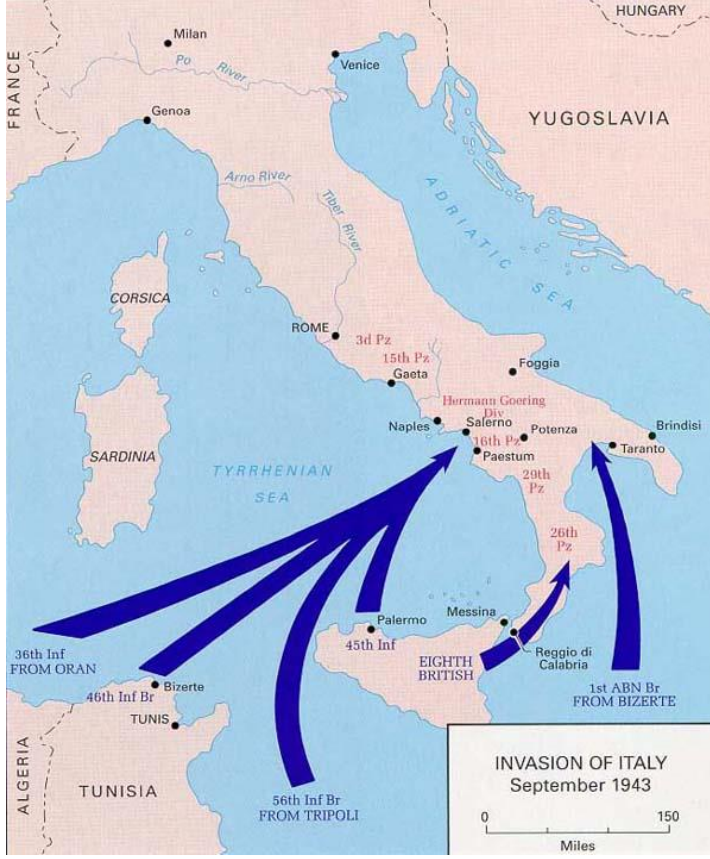 HUNGARY
FRANCE
Milan
Po River
Venice
YUGOSLAVIA
Genoa
Arno River
Tiber River
ADRIATIC SEA
CORSICA
ROME
3d Pz
15th Pz
Gaeta
Foggia
Hermann Goering
Div
Naples
Salerno
Potenza
Brindisi
16th Pz
Taranto
Paestum
SARDINIA
TYRRHENIAN
SEA
29th
Pz
26th
Pz
Messina
Palermo
45th Inf
Reggio di
Calabria
EIGHTH
BRITISH
36th Inf
FROM ORAN
46th Inf Br
Bizerte
1st ABN Br
FROM BIZERTE
TUNIS
ALGERIA
TUNISIA
56th Inf Br
FROM TRIPOLI
INVASION OF ITALY
September 1943
0 150
Miles